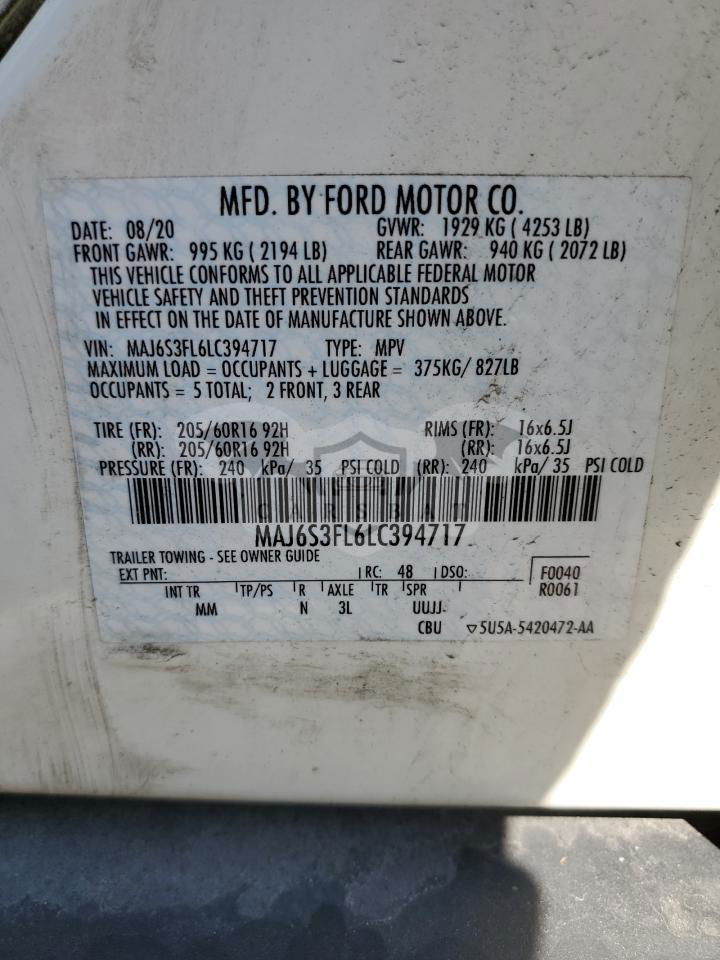 MFD. BY FORD MOTOR CO.
DATE: 08/20 GVWR: 1929 KG ( 4253 LB)
FRONT GAWR: 995 KG ( 2194 LB) REAR GAWR: 940 KG ( 2072 LB)
THIS VEHICLE CONFORMS TO ALL APPLICABLE FEDERAL MOTOR
VEHICLE SAFETY AND THEFT PREVENTION STANDARDS
IN EFFECT ON THE DATE OF MANUFACTURE SHOWN ABOVE.
VIN: MAJ6S3FL6LC394717 TYPE: MPV
MAXIMUM LOAD = OCCUPANTS + LUGGAGE = 375KG/ 827LB
OCCUPANTS = 5 TOTAL; 2 FRONT, 3 REAR
TIRE (FR): 205/60R16 92H RIMS (FR): 16x6.5J
(RR): 205/60R16 92H (RR): 16x6.5J
PRESSURE (FR): 240 kPa/ 35 PSI COLD (RR): 240 kPa/ 35 PSI COLD
CARSBAT
MAJ6S3FL6LC394717
TRAILER TOWING - SEE OWNER GUIDE
EXT PNT: RC: 48 DSO: F0040
INT TR TP/PS R AXLE TR SPR R0061
MM N 3L UUJJ
CBU ▽5U5A-5420472-AA